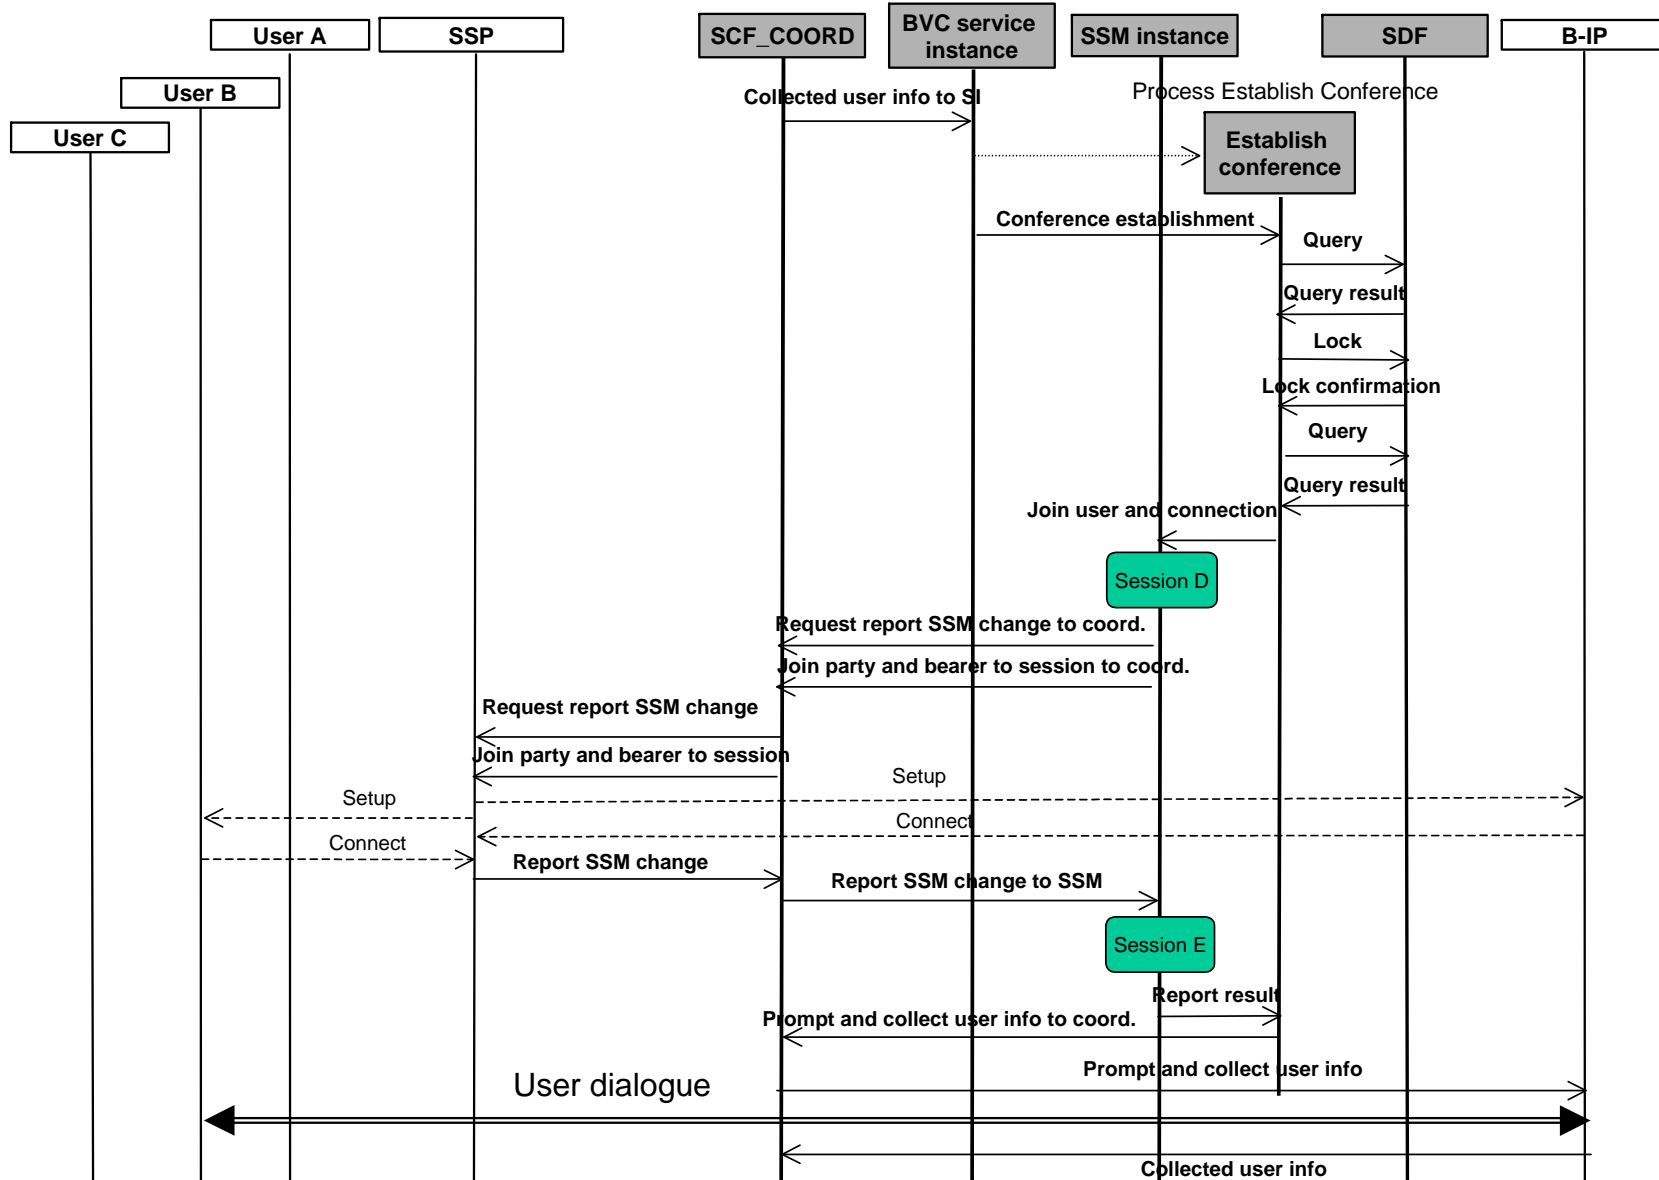 User A
SSP
SCF_COORD
BVC service
instance
SSM instance
SDF
B-IP
User B
User C
Collected user info to SI
Process Establish Conference
Establish
conference
Conference establishment
Query
Query result
Lock
Lock confirmation
Query
Query result
Join user and connection
Session D
Request report SSM change to coord.
Join party and bearer to session to coord.
Request report SSM change
Join party and bearer to session
Setup
Setup
Connect
Connect
Report SSM change
Report SSM change to SSM
Session E
Report result
Prompt and collect user info to coord.
Prompt and collect user info
User dialogue
Collected user info